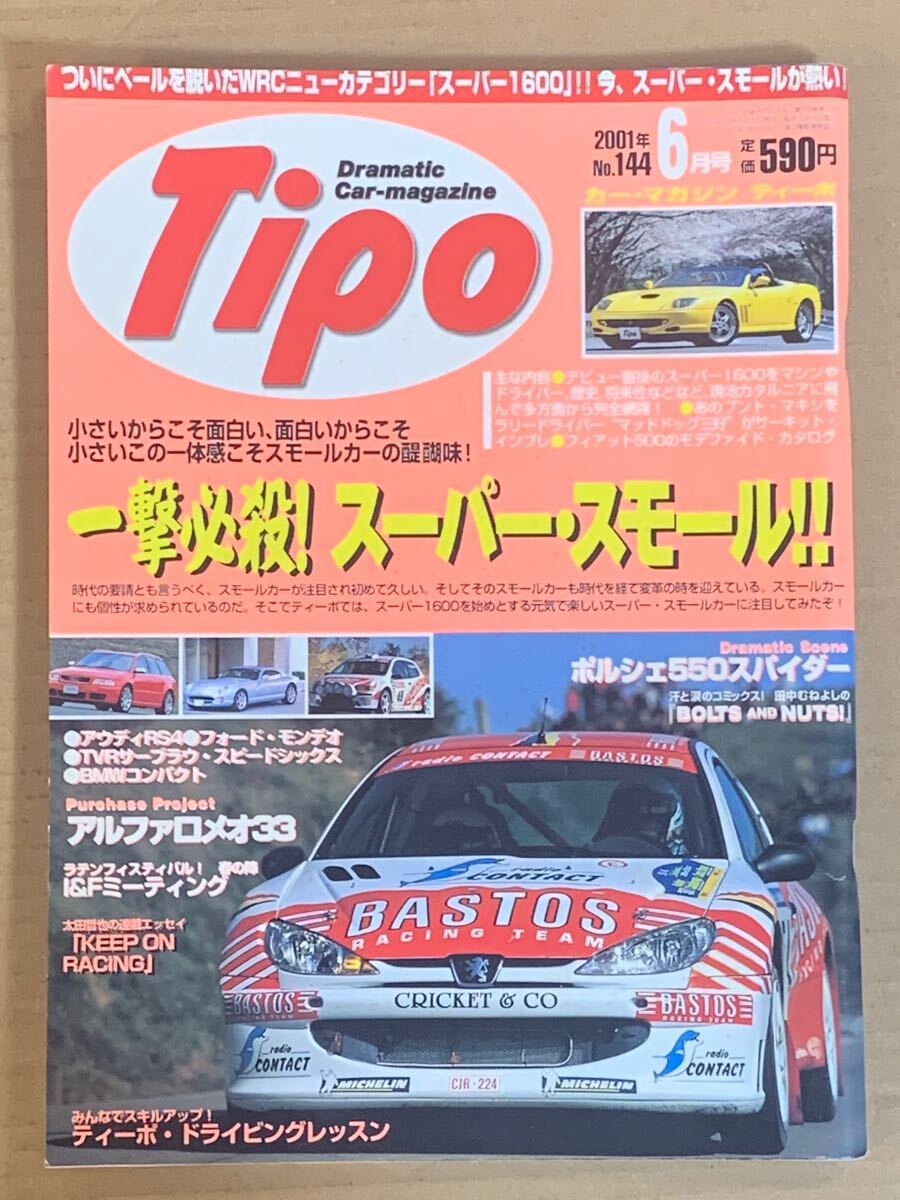 ついにベールを脱いだWRCニューカテゴリー「スーパー1600」!! 今、スーパー・スモールが熱い!
Dramatic
Car-magazine
Tipo
2001年
No.144
6月号
定価590円
カー・マガジン ティーポ
Tipo
主な内容●デビュー直後のスーパー1600をマシンや
ドライバー、歴史、将来性などなど、現地カタルニアに飛
んで多方面から完全網羅! ●あのプント・マキシを
ラリードライバー“マッドドッグ三好”がサーキット・
インプレ●フィアット500のモデファイド・カタログ
小さいからこそ面白い、面白いからこそ
小さいこの一体感こそスモールカーの醍醐味!
一撃必殺! スーパー・スモール!!
時代の要請とも言うべく、スモールカーが注目され初めて久しい。そしてそのスモールカーも時代を経て変革の時を迎えている。スモールカー
にも個性が求められているのだ。そこでティーポでは、スーパー1600を始めとする元気で楽しいスーパー・スモールカーに注目してみたぞ!
Dramatic Scene
ポルシェ550スパイダー
汗と涙のコミックス! 田中むねよしの
「BOLTS AND NUTS!」
●アウディRS4●フォード・モンデオ
●TVRサーブラウ・スピードシックス
●BMWコンパクト
Purchase Project
アルファロメオ33
ラテンフィスティバル! 春の陣
I&Fミーティング
太田哲也の連載エッセイ
「KEEP ON
RACING」
radio CONTACT
BASTOS
radio
CONTACT
BASTOS
RACING TEAM
BASTOS
RACING TEAM
CRICKET & CO
BASTOS
RACING TEAM
radio
CONTACT
radio
CONTACT
MICHELIN
CJR·224
MICHELIN
みんなでスキルアップ!
ティーポ・ドライビングレッスン